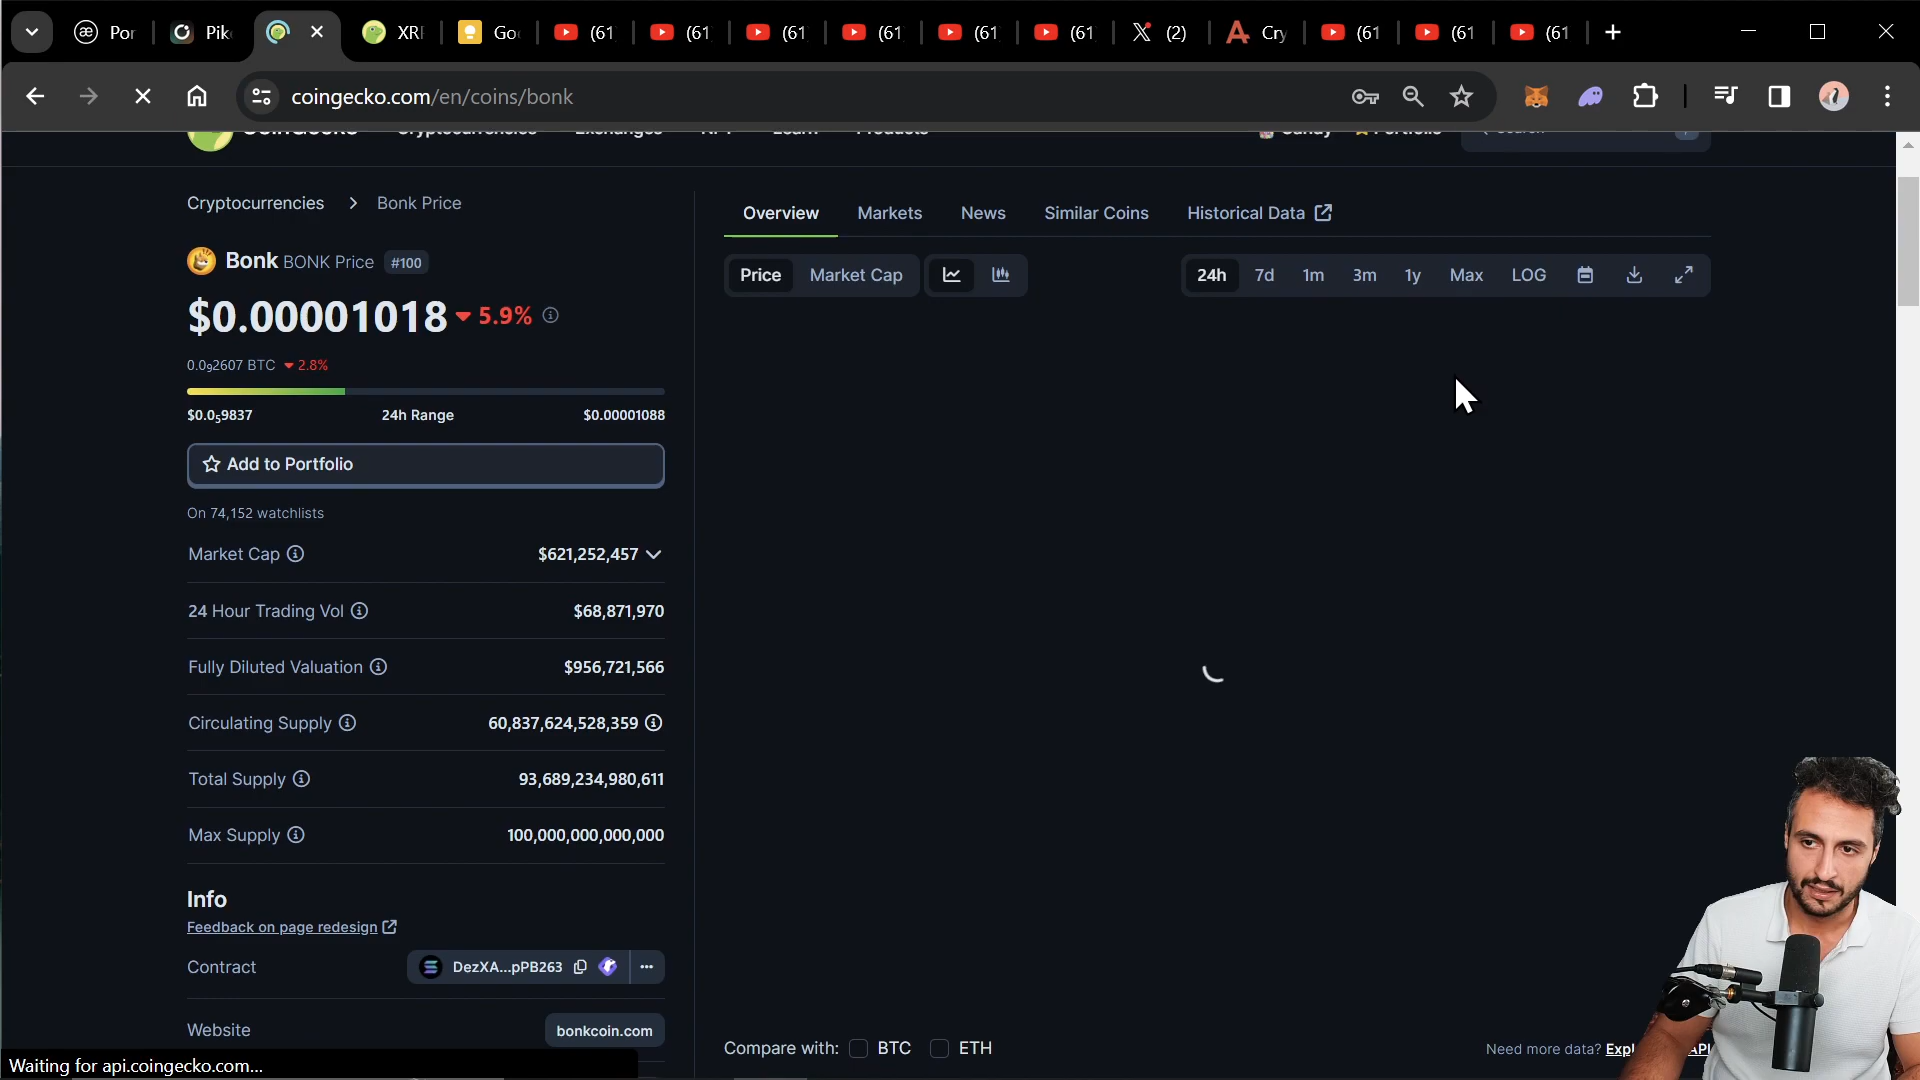 Por
Pik
XRI
Go
(61
(61
(61
(61
(61
(61
(2)
Cry
(61
(61
(61
coingecko.com/en/coins/bonk
Cryptocurrencies
Bonk Price
Bonk BONK Price #100
$0.00001018 5.9%
0.0₉2607 BTC 2.8%
$0.0₅9837 24h Range $0.00001088
Add to Portfolio
On 74,152 watchlists
Market Cap $621,252,457
24 Hour Trading Vol $68,871,970
Fully Diluted Valuation $956,721,566
Circulating Supply 60,837,624,528,359
Total Supply 93,689,234,980,611
Max Supply 100,000,000,000,000
Info
Feedback on page redesign
Contract DezXA...pPB263
Website bonkcoin.com
Waiting for api.coingecko.com...
Overview Markets News Similar Coins Historical Data
Price Market Cap
24h 7d 1m 3m 1y Max LOG
Compare with: BTC ETH
Need more data?